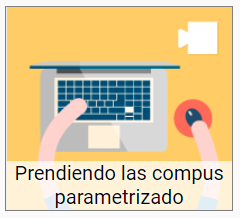 Prendiendo las compus
parametrizado